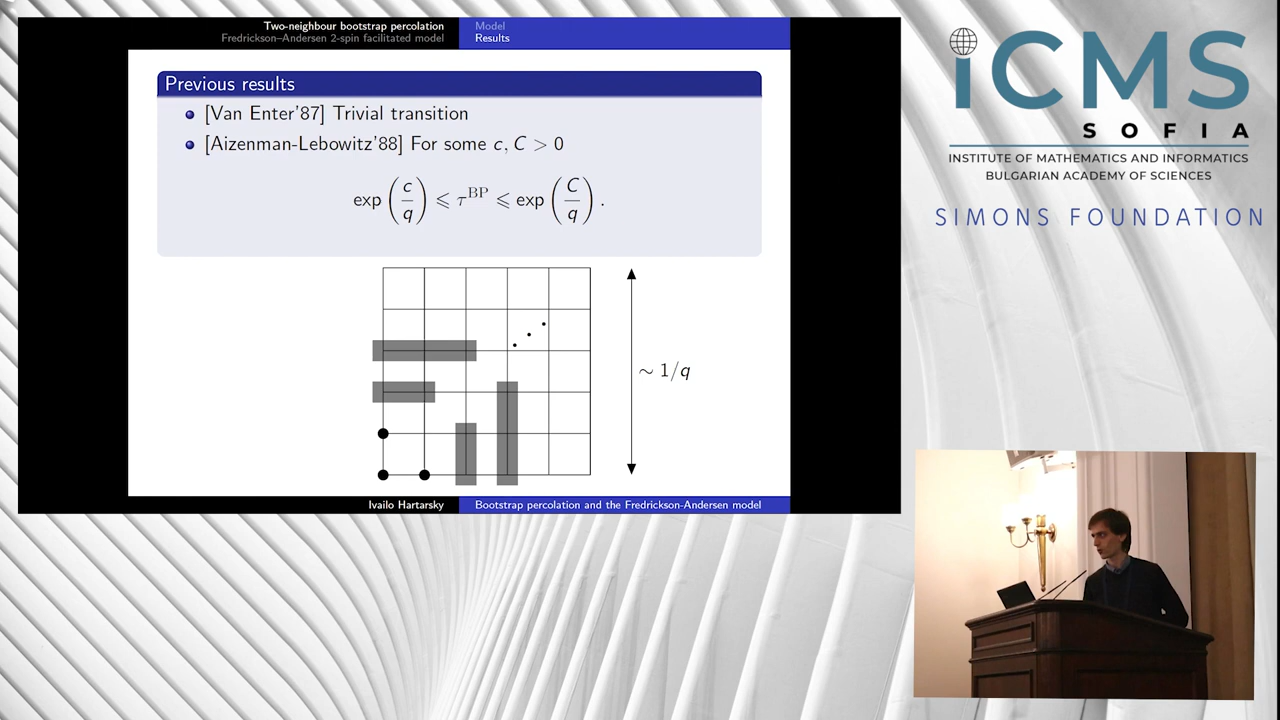 Two-neighbour bootstrap percolation
Fredrickson–Andersen 2-spin facilitated model
Model
Results
Previous results
[Van Enter'87] Trivial transition
[Aizenman-Lebowitz'88] For some c, C > 0
exp(c/q) ⩽ τ^BP ⩽ exp(C/q).
∼ 1/q
Ivailo Hartarsky
Bootstrap percolation and the Fredrickson-Andersen model
iCMS
SOFIA
INSTITUTE OF MATHEMATICS AND INFORMATICS
BULGARIAN ACADEMY OF SCIENCES
SIMONS FOUNDATION